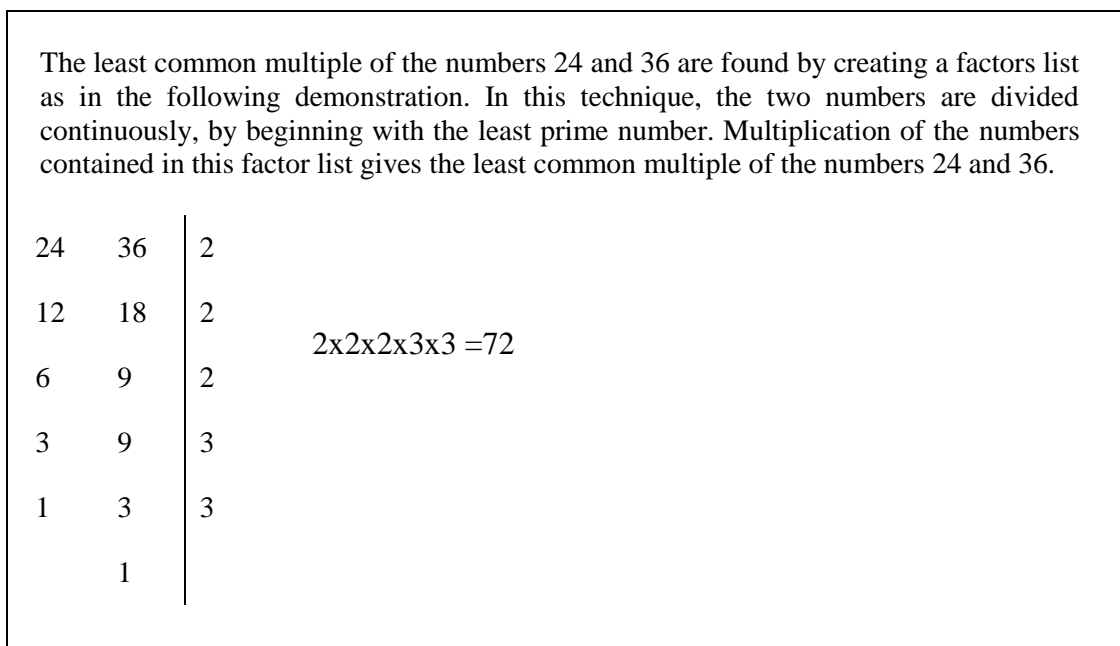 The least common multiple of the numbers 24 and 36 are found by creating a factors list
as in the following demonstration. In this technique, the two numbers are divided
continuously, by beginning with the least prime number. Multiplication of the numbers
contained in this factor list gives the least common multiple of the numbers 24 and 36.
24 36 2
12 18 2
2x2x2x3x3 =72
6 9 2
3 9 3
1 3 3
1